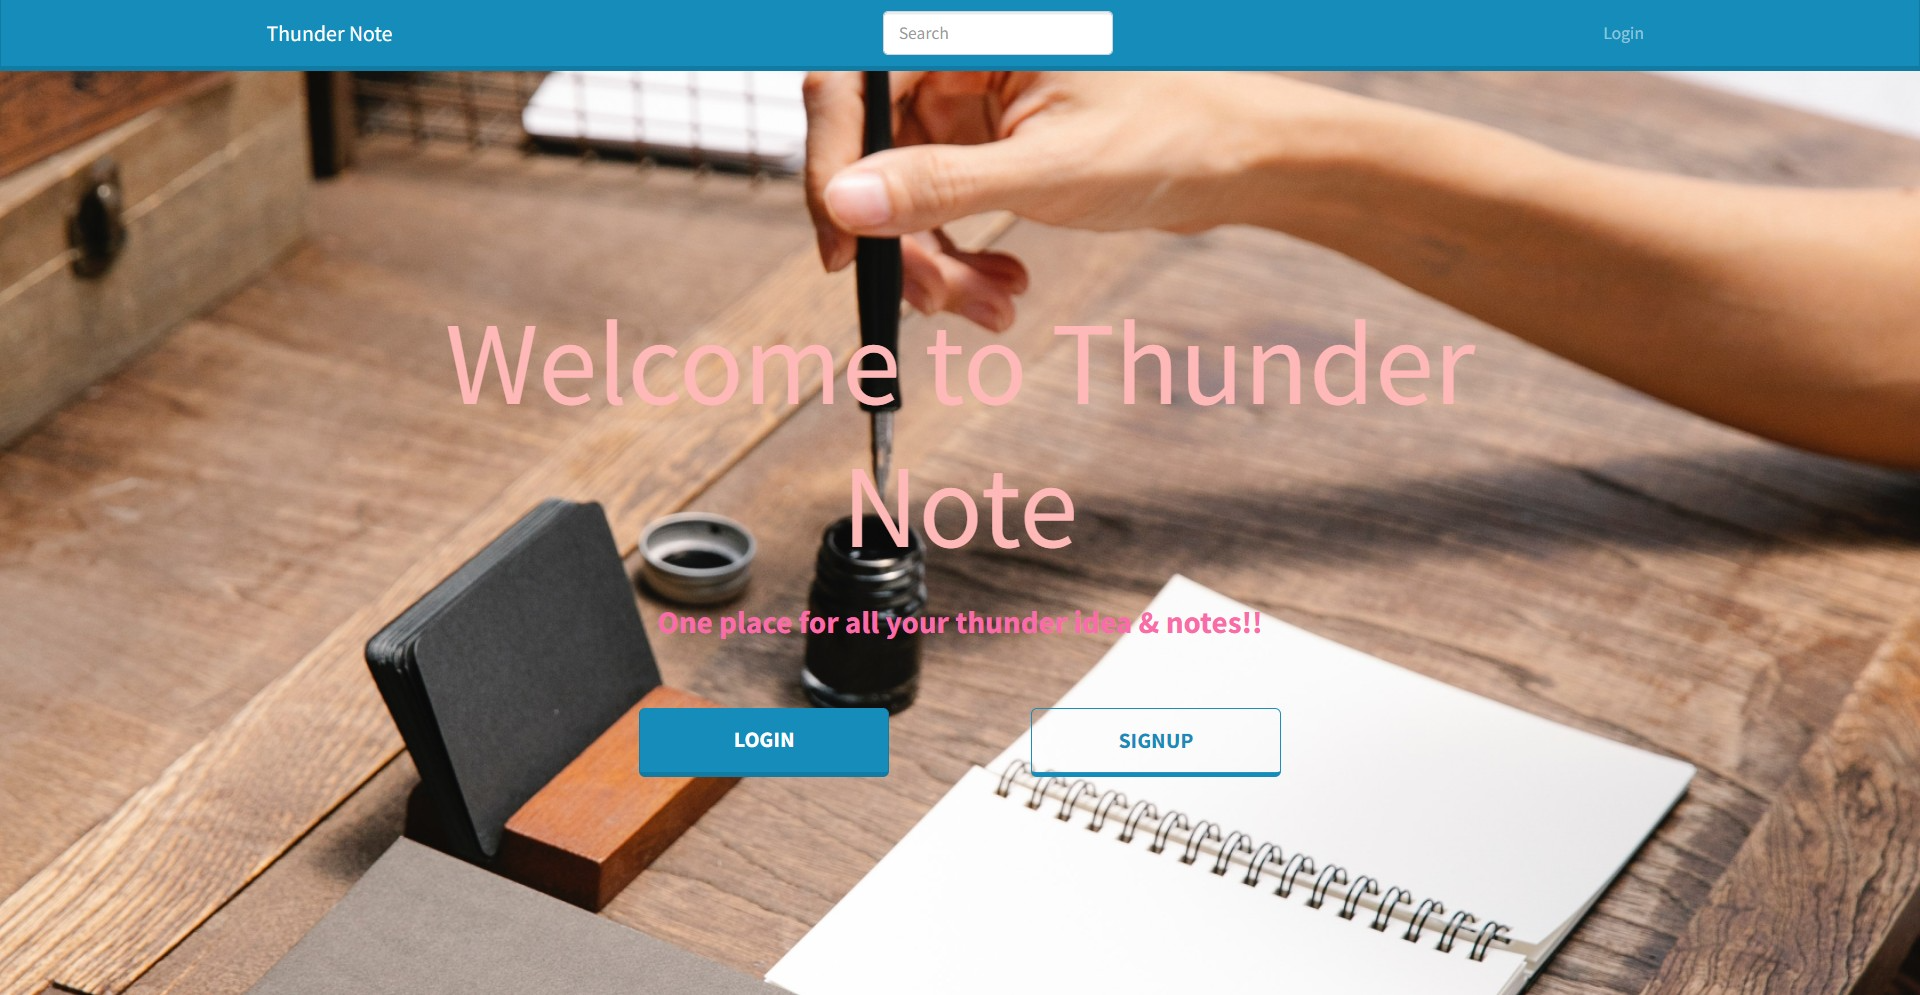 Thunder Note
Search
Login
Welcome to Thunder
Note
One place for all your thunder idea & notes!!
LOGIN
SIGNUP